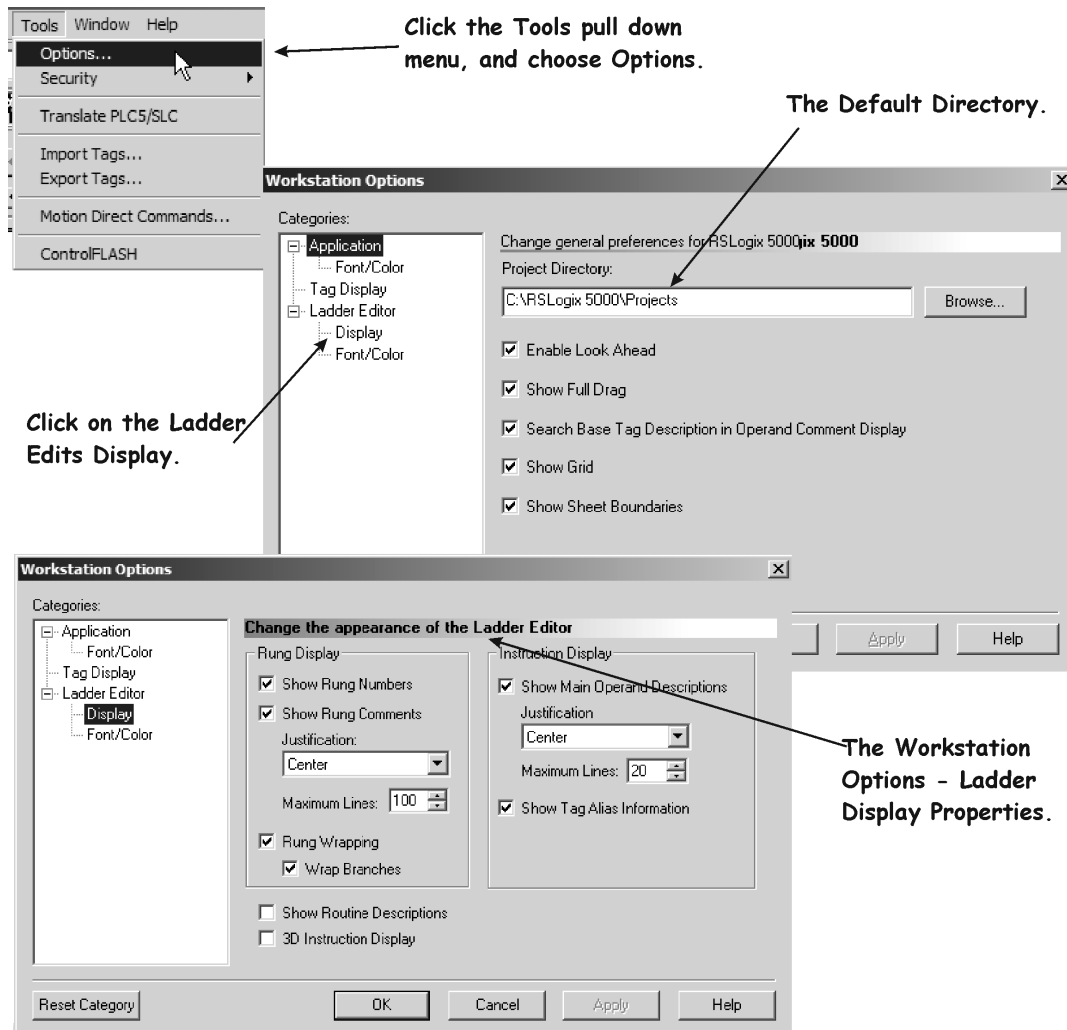 Tools Window Help
Options...
Security
Translate PLC5/SLC
Import Tags...
Export Tags...
Motion Direct Commands...
ControlFLASH
Click the Tools pull down
menu, and choose Options.
The Default Directory.
Workstation Options
Categories:
Application
Font/Color
Tag Display
Ladder Editor
Display
Font/Color
Change general preferences for RSLogix 5000gix 5000
Project Directory:
C:\RSLogix 5000\Projects
Browse...
Enable Look Ahead
Show Full Drag
Search Base Tag Description in Operand Comment Display
Show Grid
Show Sheet Boundaries
Apply
Help
Click on the Ladder
Edits Display.
Workstation Options
Categories:
Application
Font/Color
Tag Display
Ladder Editor
Display
Font/Color
Change the appearance of the Ladder Editor
Rung Display
Show Rung Numbers
Show Rung Comments
Justification:
Center
Maximum Lines: 100
Rung Wrapping
Wrap Branches
Instruction Display
Show Main Operand Descriptions
Justification
Center
Maximum Lines: 20
Show Tag Alias Information
Show Routine Descriptions
3D Instruction Display
Reset Category
OK
Cancel
Apply
Help
The Workstation
Options - Ladder
Display Properties.